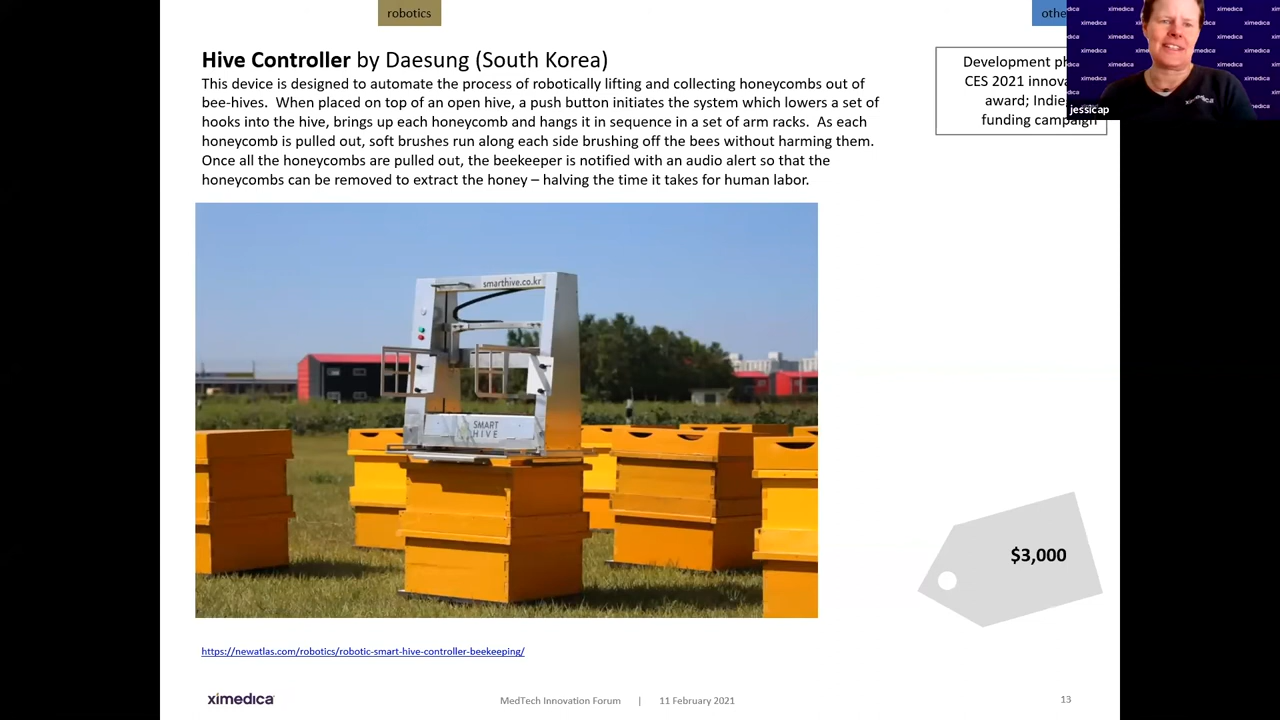 robotics
othe
Hive Controller by Daesung (South Korea)
This device is designed to automate the process of robotically lifting and collecting honeycombs out of
bee-hives.  When placed on top of an open hive, a push button initiates the system which lowers a set of
hooks into the hive, brings up each honeycomb and hangs it in sequence in a set of arm racks.  As each
honeycomb is pulled out, soft brushes run along each side brushing off the bees without harming them.
Once all the honeycombs are pulled out, the beekeeper is notified with an audio alert so that the
honeycombs can be removed to extract the honey – halving the time it takes for human labor.
Development ph
CES 2021 innova
award; Indie
funding campaign
ximedica
jessicap
smarthive.co.kr
SMART
HIVE
$3,000
https://newatlas.com/robotics/robotic-smart-hive-controller-beekeeping/
ximedica
MedTech Innovation Forum | 11 February 2021
13